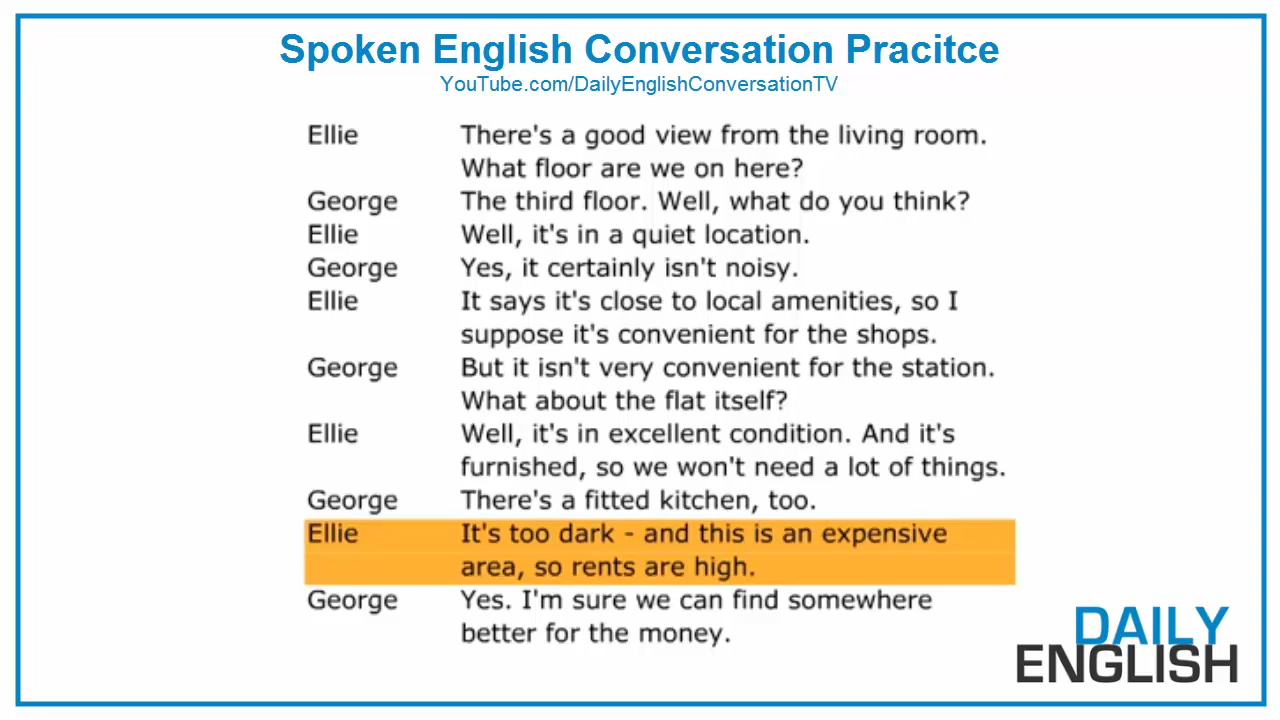 Spoken English Conversation Pracitce
YouTube.com/DailyEnglishConversationTV
Ellie There's a good view from the living room.
What floor are we on here?
George The third floor. Well, what do you think?
Ellie Well, it's in a quiet location.
George Yes, it certainly isn't noisy.
Ellie It says it's close to local amenities, so I
suppose it's convenient for the shops.
George But it isn't very convenient for the station.
What about the flat itself?
Ellie Well, it's in excellent condition. And it's
furnished, so we won't need a lot of things.
George There's a fitted kitchen, too.
Ellie It's too dark - and this is an expensive
area, so rents are high.
George Yes. I'm sure we can find somewhere
better for the money.
DAILY
ENGLISH